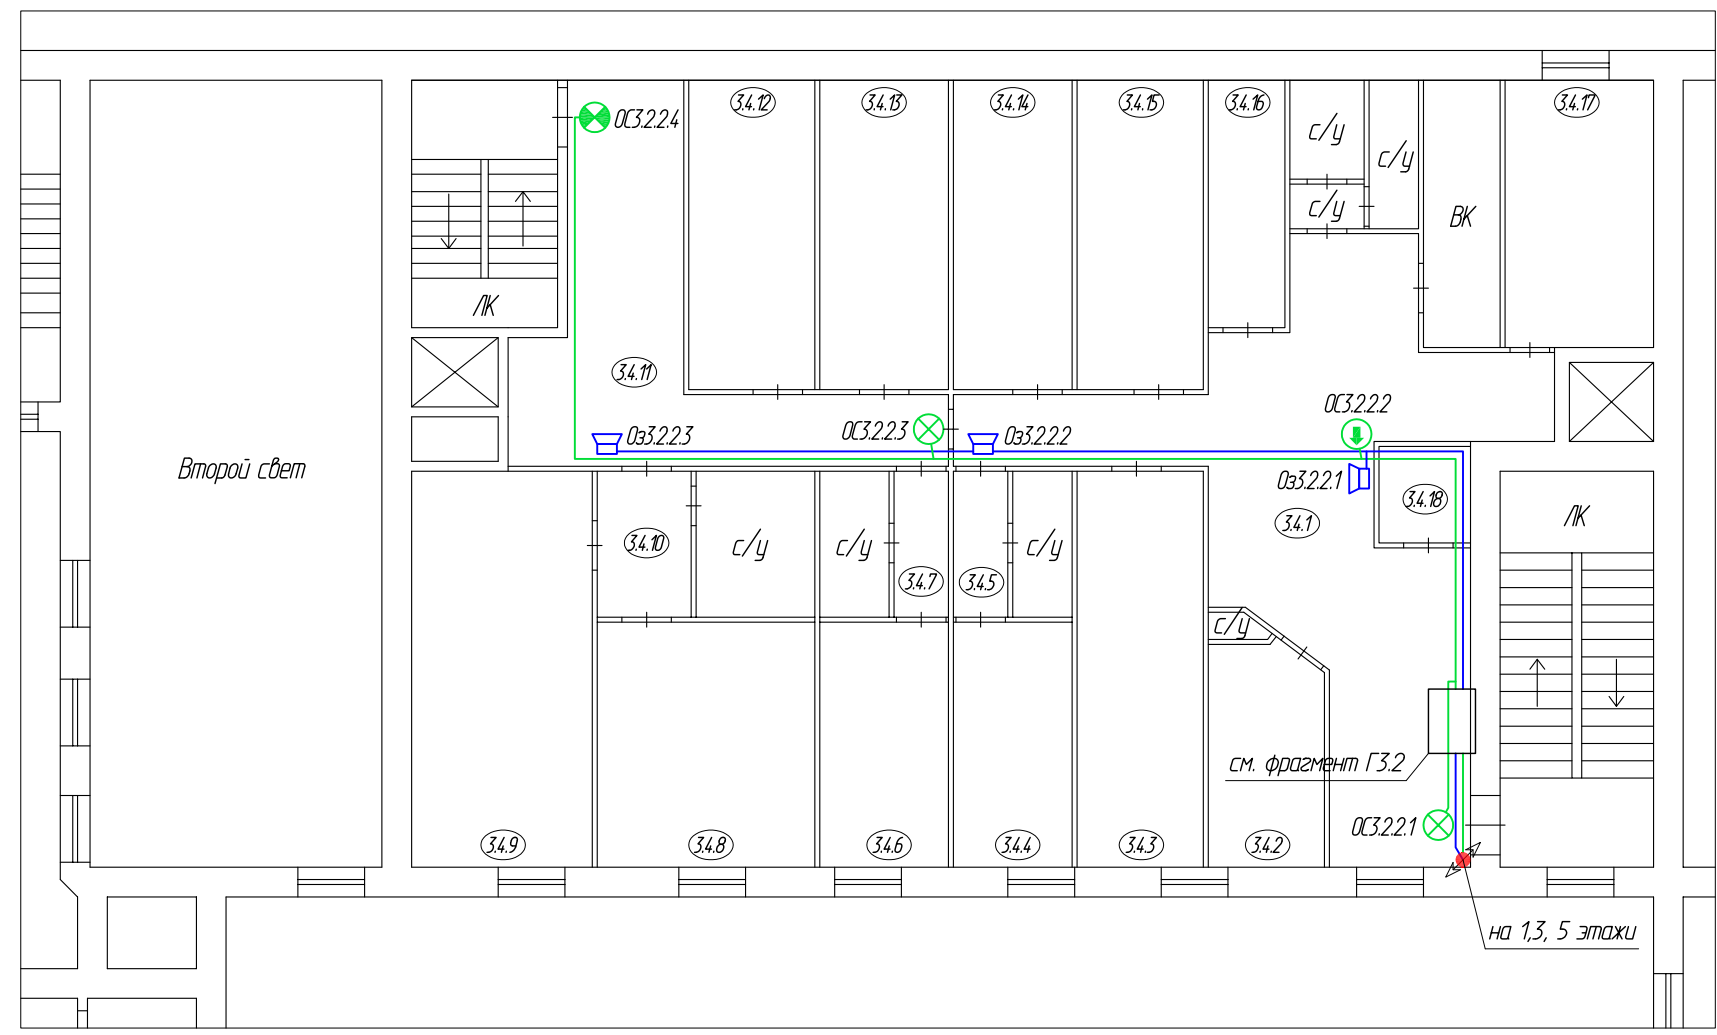 3.4.12
3.4.13
3.4.14
3.4.15
3.4.16
3.4.17
ОС3.2.2.4
с/у
с/у
с/у
ВК
ЛК
3.4.11
ОС3.2.2.2
Оз3.2.2.3
ОС3.2.2.3
Оз3.2.2.2
Второй свет
Оз3.2.2.1
3.4.18
3.4.1
ЛК
3.4.10
с/у
с/у
3.4.7
3.4.5
с/у
с/у
см. фрагмент Г3.2
ОС3.2.2.1
3.4.9
3.4.8
3.4.6
3.4.4
3.4.3
3.4.2
на 1,3, 5 этажи